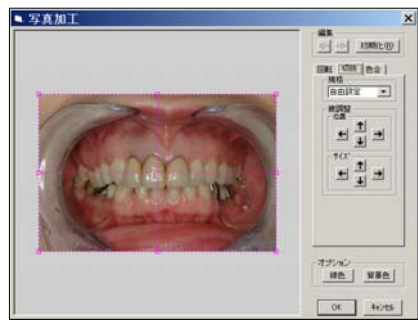 写真加工
編集
初期化(R)
回転 切断 色合
規格
自由設定
微調整
位置
サイズ
オプション
線色 背景色
OK キャンセル